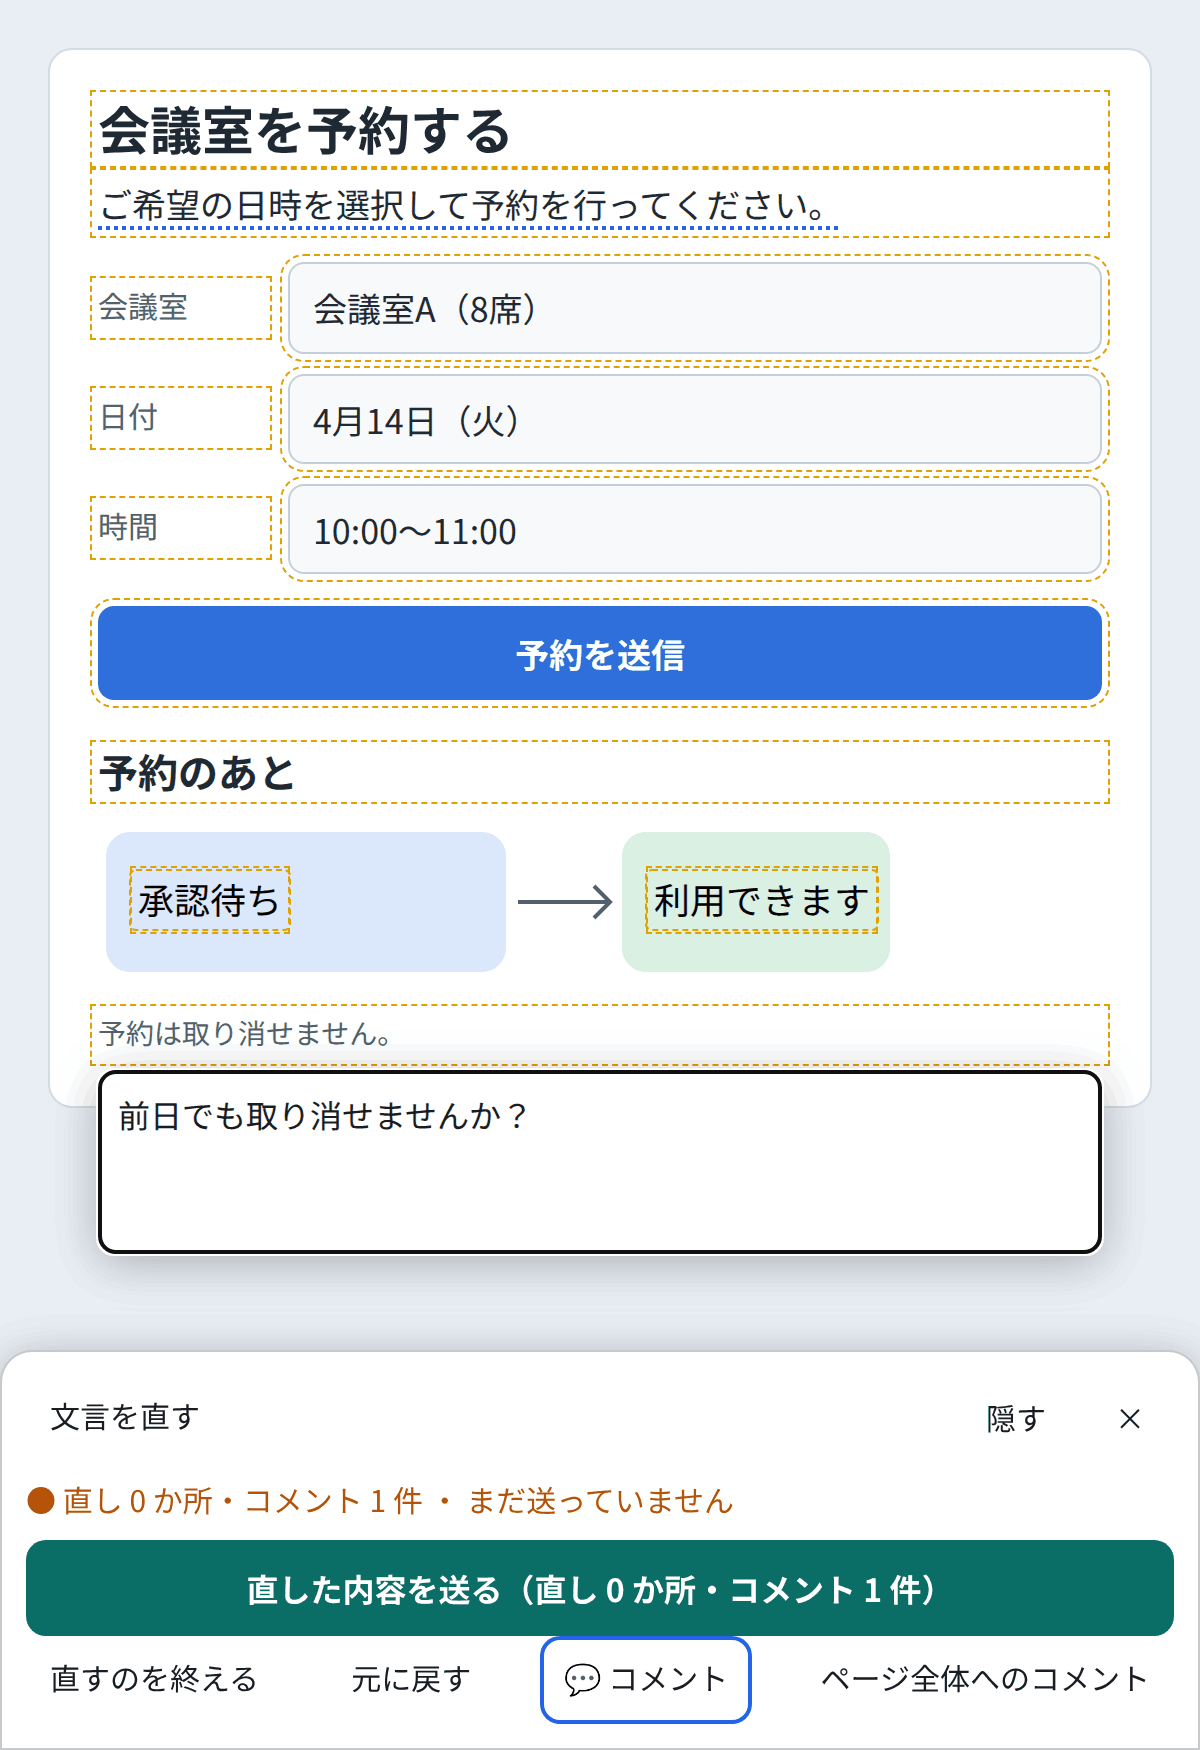 会議室を予約する
ご希望の日時を選択して予約を行ってください。
会議室
会議室A（8席）
日付
4月14日（火）
時間
10:00〜11:00
予約を送信
予約のあと
承認待ち
利用できます
予約は取り消せません。
前日でも取り消せませんか？
文言を直す
隠す
×
直し 0 か所・コメント 1 件 ・ まだ送っていません
直した内容を送る（直し 0 か所・コメント 1 件）
直すのを終える
元に戻す
💬 コメント
ページ全体へのコメント